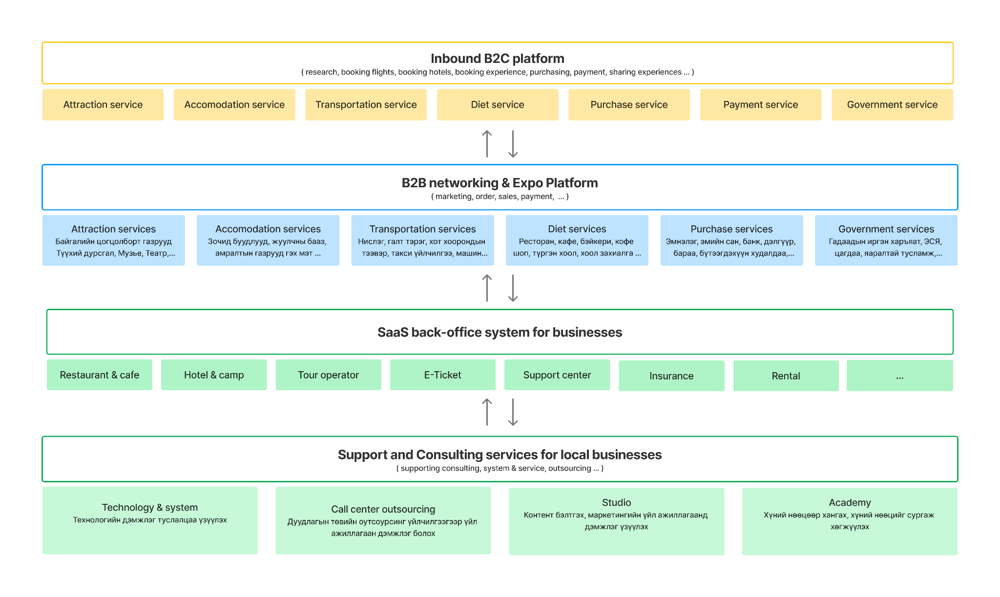 Inbound B2C platform
( research, booking flights, booking hotels, booking experience, purchasing, payment, sharing experiences ... )
Attraction service
Accomodation service
Transportation service
Diet service
Purchase service
Payment service
Government service
B2B networking & Expo Platform
( marketing, order, sales, payment,  ... )
Attraction services
Байгалийн цогцолборт газрууд
Түүхий дурсгал, Музье, Театр,...
Accomodation services
Зочид буудлууд, жуулчны бааз,
амралтын газрууд гэх мэт ...
Transportation services
Нислэг, галт тэрэг, хот хоорондын
тээвэр, такси үйлчилгээ, машин...
Diet services
Ресторан, кафе, бэйкери, кофе
шоп, түргэн хоол, хоол захиалга ...
Purchase services
Эмнэлэг, эмийн сан, банк, дэлгүүр,
бараа, бүтээгдэхүүн худалдаа,...
Government services
Гадаадын иргэн харъяат, ЭСЯ,
цагдаа, яаралтай тусламж,...
SaaS back-office system for businesses
Restaurant & cafe
Hotel & camp
Tour operator
E-Ticket
Support center
Insurance
Rental
...
Support and Consulting services for local businesses
( supporting consulting, system & service, outsourcing ... )
Technology & system
Технологийн дэмжлэг туслалцаа үзүүлэх
Call center outsourcing
Дуудлагын төвийн оутсоурсинг үйлчилгээгээр үйл
ажиллагаан дэмжлэг болох
Studio
Контент бэлтгэх, маркетингийн үйл ажиллагаанд
дэмжлэг үзүүлэх
Academy
Хүний нөөцөөр хангах, хүний нөөцийг сургаж
хөгжүүлэх